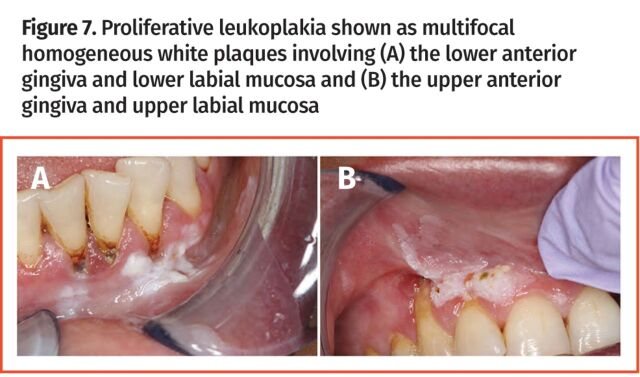 Figure 7. Proliferative leukoplakia shown as multifocal
homogeneous white plaques involving (A) the lower anterior
gingiva and lower labial mucosa and (B) the upper anterior
gingiva and upper labial mucosa
A
B